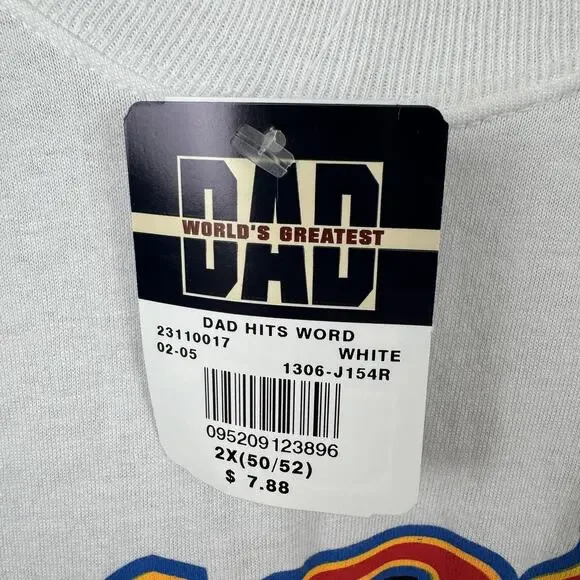 DAD
WORLD'S GREATEST
DAD HITS WORD
23110017 WHITE
02-05 1306-J154R
095209123896
2X(50/52)
$ 7.88